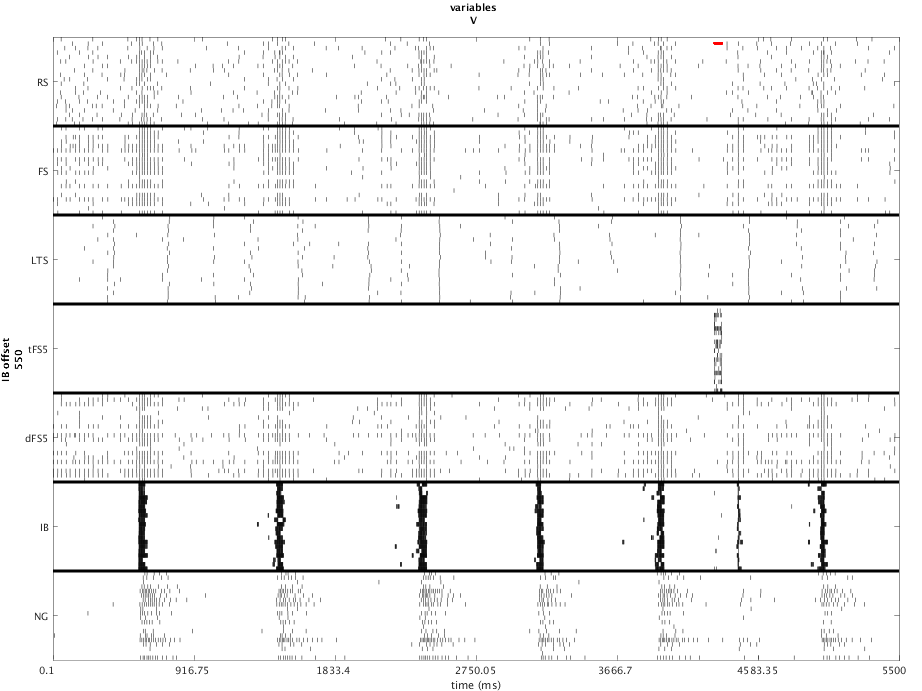 variables
V
RS
FS
LTS
tFS5
dFS5
IB
NG
IB offset
550
0.1 916.75 1833.4 2750.05 3666.7 4583.35 5500
time (ms)